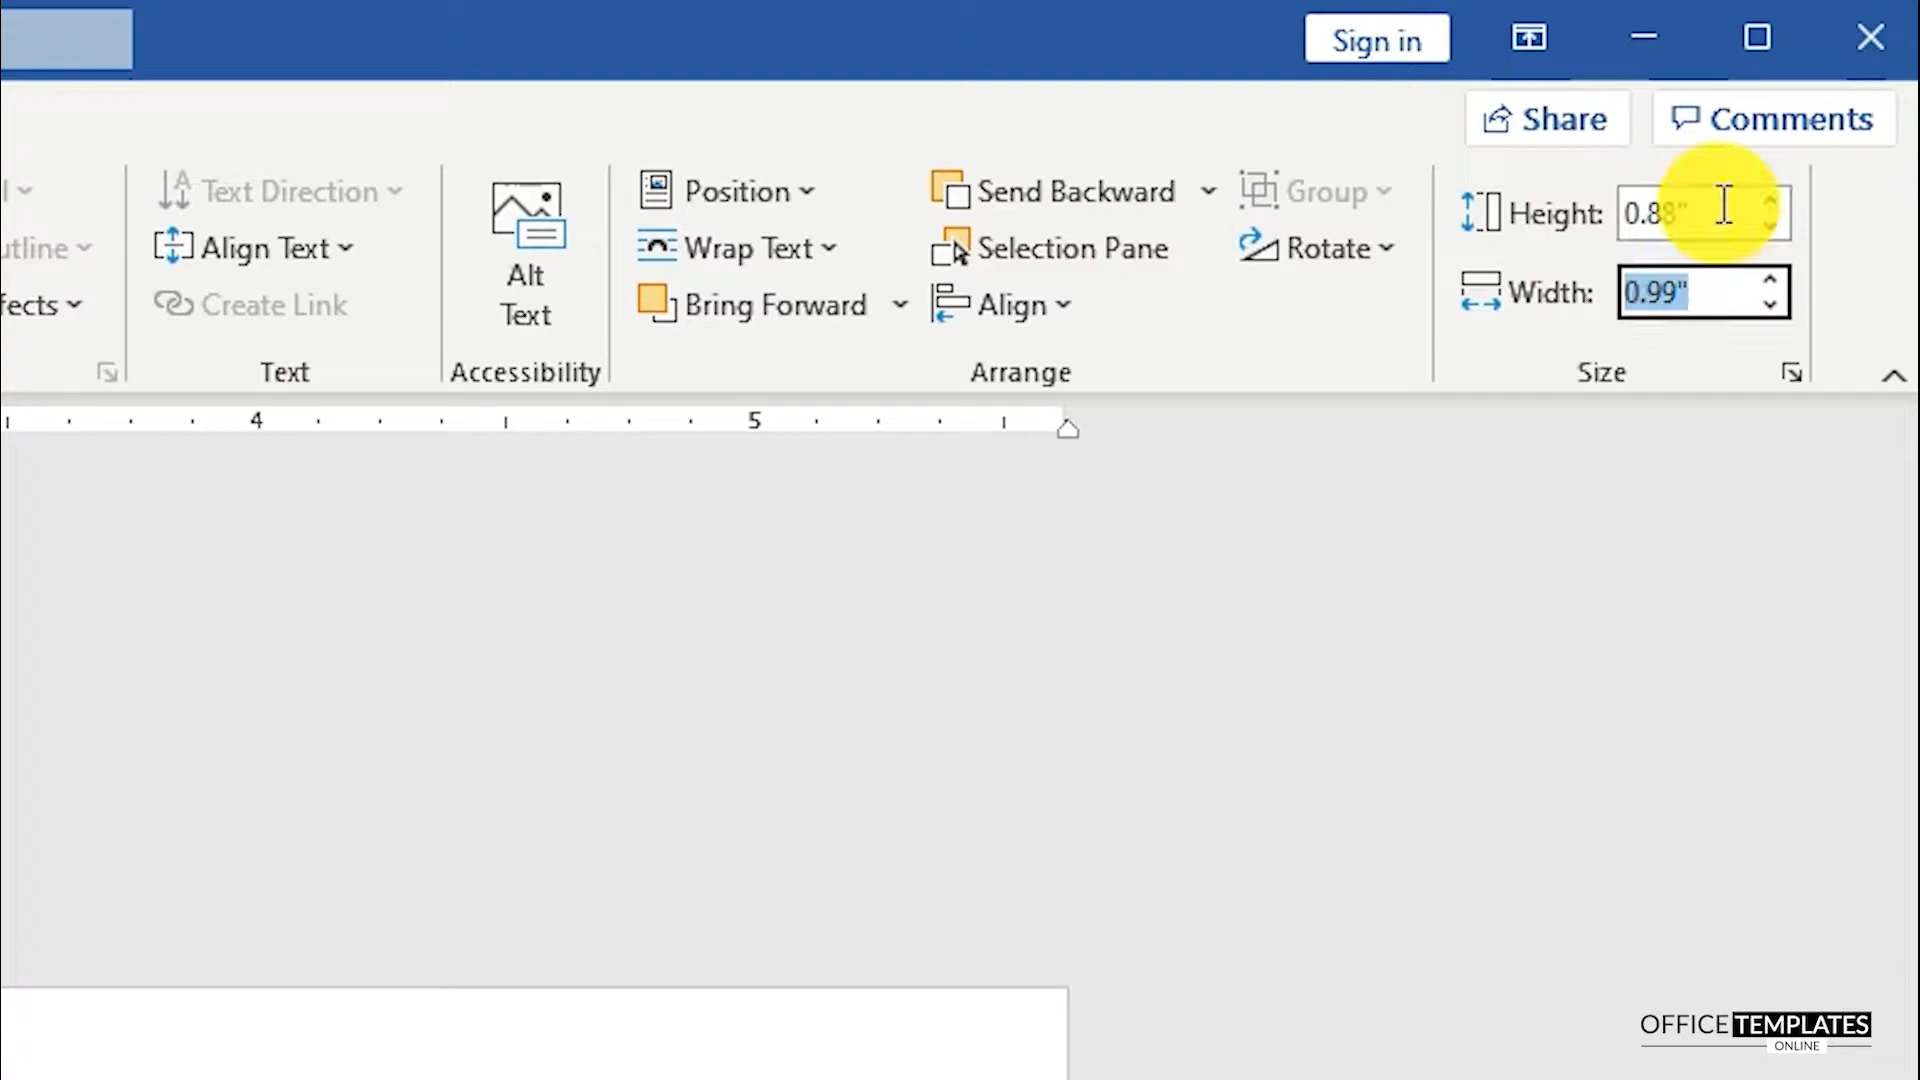 Sign in
Share
Comments
Text Direction
Align Text
Create Link
Text
Alt
Text
Accessibility
Position
Wrap Text
Bring Forward
Send Backward
Selection Pane
Align
Group
Rotate
Arrange
Height: 0.88"
Width: 0.99"
Size
4 5
OFFICE TEMPLATES
ONLINE